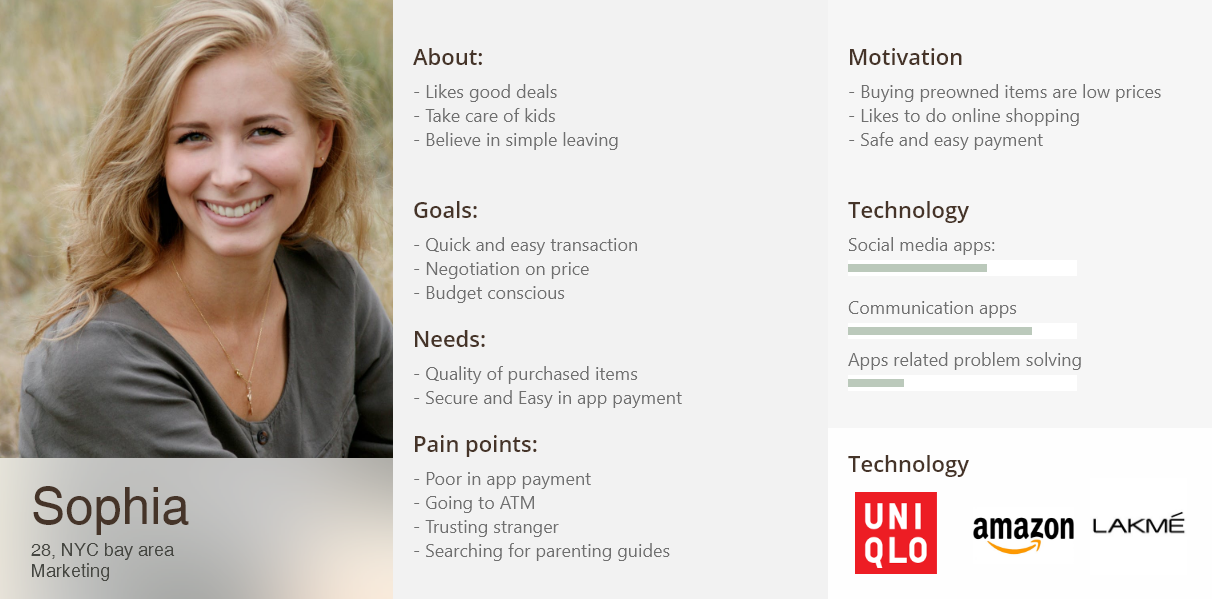 Sophia
28, NYC bay area
Marketing
About:
- Likes good deals
- Take care of kids
- Believe in simple leaving
Goals:
- Quick and easy transaction
- Negotiation on price
- Budget conscious
Needs:
- Quality of purchased items
- Secure and Easy in app payment
Pain points:
- Poor in app payment
- Going to ATM
- Trusting stranger
- Searching for parenting guides
Motivation
- Buying preowned items are low prices
- Likes to do online shopping
- Safe and easy payment
Technology
Social media apps:
Communication apps
Apps related problem solving
Technology
UNI
QLO
amazon
LAKMÉ